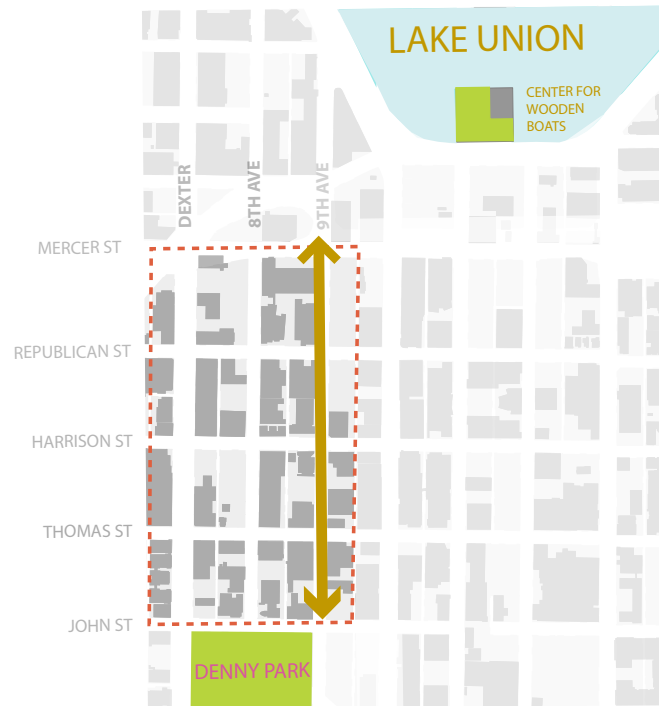 LAKE UNION
CENTER FOR
WOODEN
BOATS
DEXTER
8TH AVE
9TH AVE
MERCER ST
REPUBLICAN ST
HARRISON ST
THOMAS ST
JOHN ST
DENNY PARK